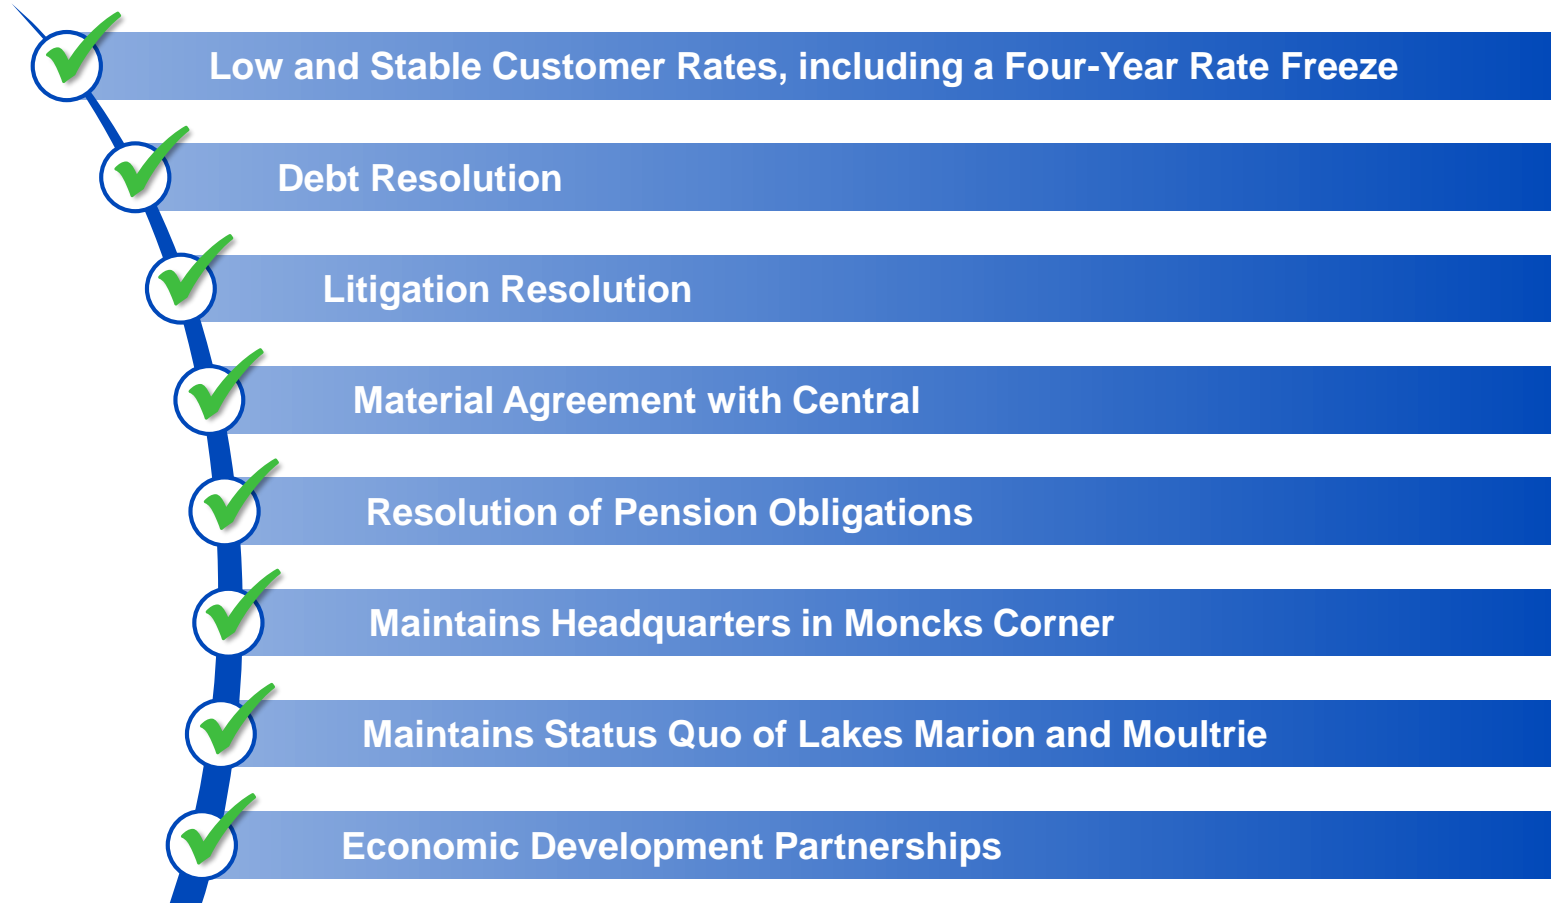 Low and Stable Customer Rates, including a Four-Year Rate Freeze
Debt Resolution
Litigation Resolution
Material Agreement with Central
Resolution of Pension Obligations
Maintains Headquarters in Moncks Corner
Maintains Status Quo of Lakes Marion and Moultrie
Economic Development Partnerships